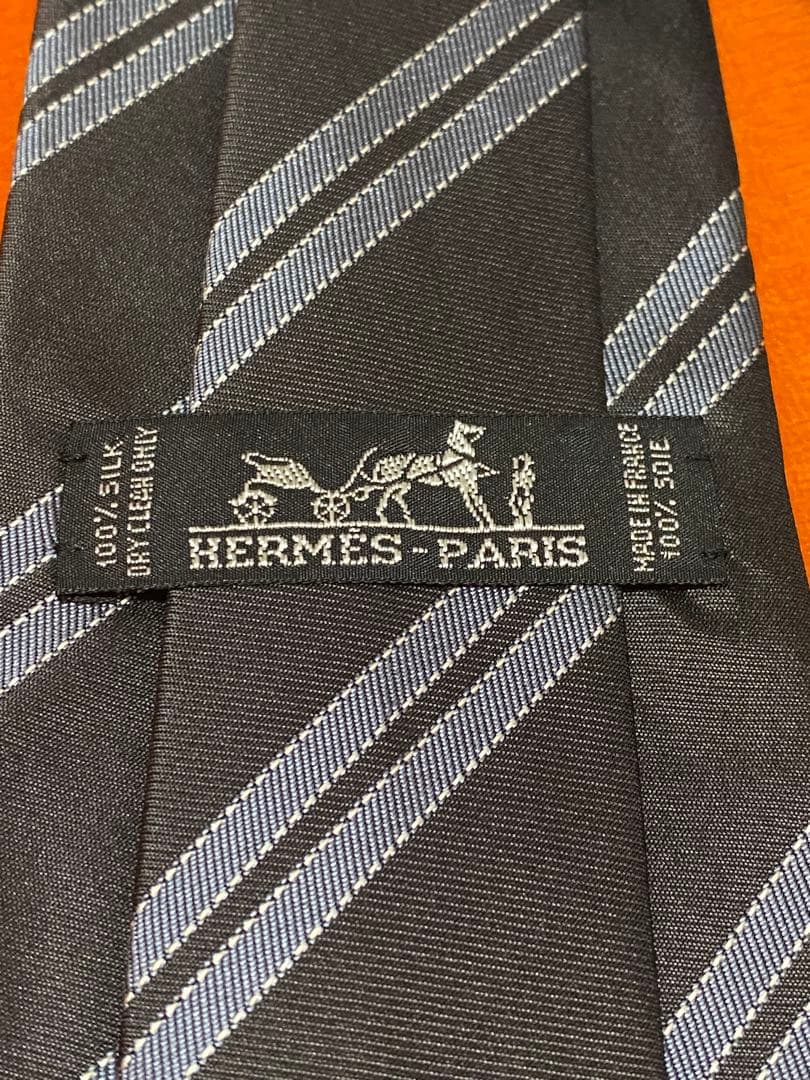 100% SILK
DRY CLEAN ONLY
HERMÈS-PARIS
MADE IN FRANCE
100% SOIE